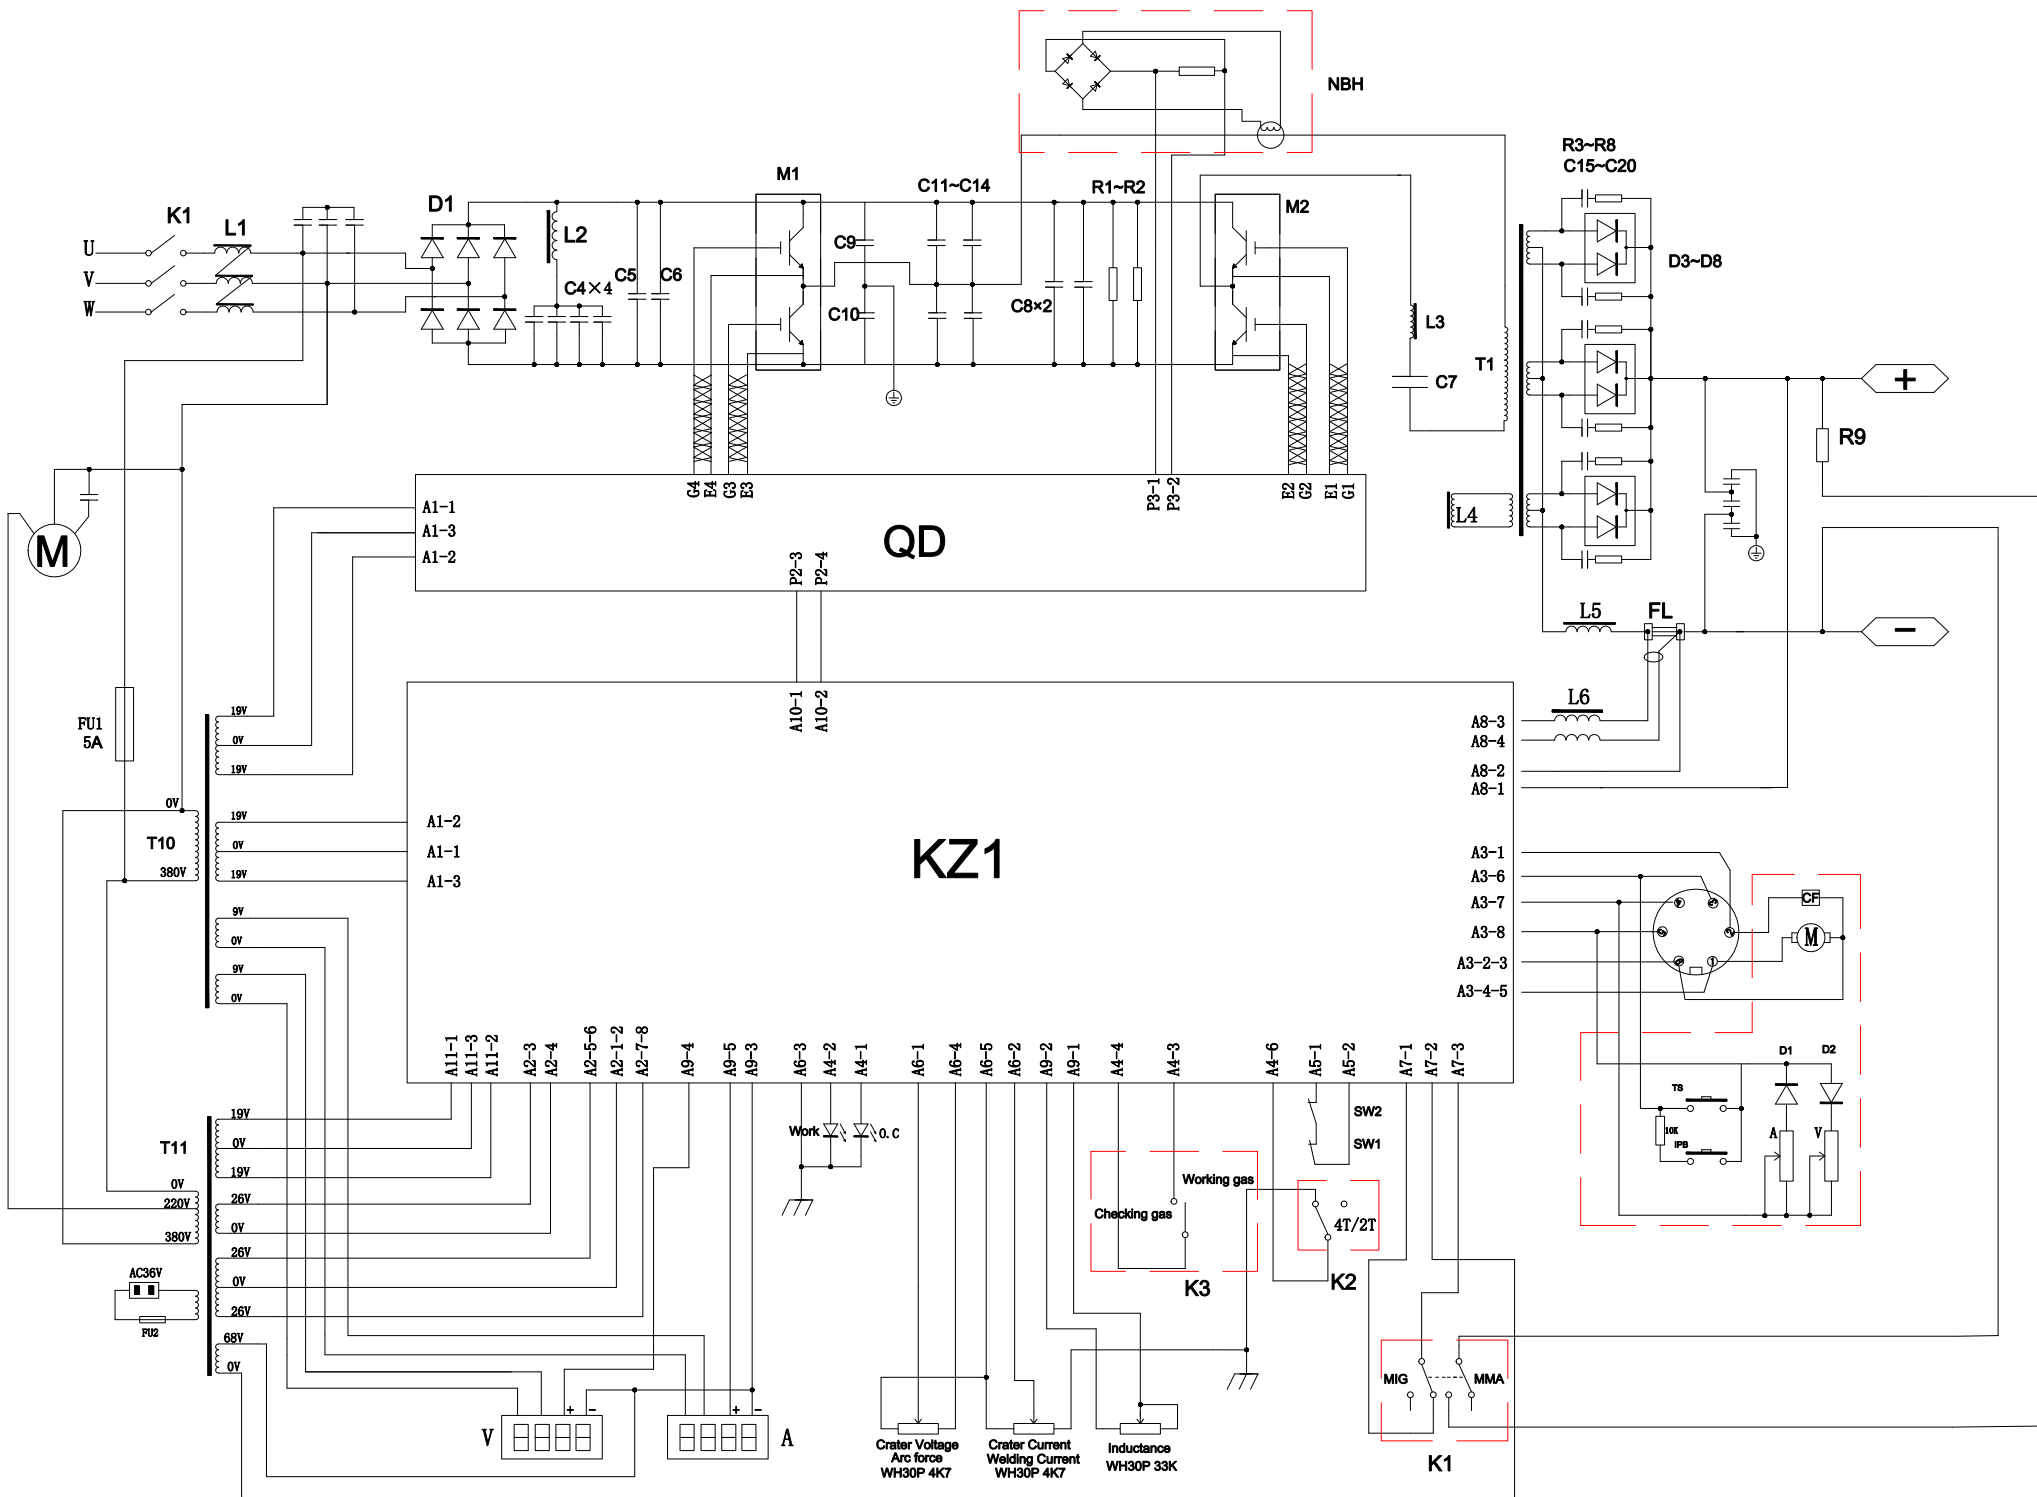 NBH
R3~R8
C15~C20
M1
C11~C14
R1~R2
M2
K1
L1
D1
L2
U
V
W
C4×4
C5
C6
C9
C10
C8×2
D3~D8
L3
C7
T1
+
R9
G4
E4
G3
E3
P3-1
P3-2
E2
G2
E1
G1
L4
A1-1
A1-3
A1-2
QD
M
P2-3
P2-4
L5
FL
−
FU1
5A
19V
0V
19V
A10-1
A10-2
L6
A8-3
A8-4
A8-2
A8-1
0V
T10
380V
19V
0V
19V
A1-2
A1-1
A1-3
KZ1
A3-1
A3-6
A3-7
A3-8
A3-2-3
A3-4-5
4
5
3
2
6
1
CF
M
9V
0V
9V
0V
A11-1
A11-3
A11-2
A2-3
A2-4
A2-5-6
A2-1-2
A2-7-8
A9-4
A9-5
A9-3
A6-3
A4-2
A4-1
A6-1
A6-4
A6-5
A6-2
A9-2
A9-1
A4-4
A4-3
A4-6
A5-1
A5-2
A7-1
A7-2
A7-3
D1
D2
TS
10K
IPB
A
V
T11
19V
0V
19V
0V
220V
380V
26V
0V
26V
0V
26V
68V
0V
AC36V
FU2
Work
O.C
SW2
SW1
Working gas
Checking gas
K3
4T/2T
K2
MIG
MMA
K1
V
+
−
+
−
A
Crater Voltage
Arc force
WH30P 4K7
Crater Current
Welding Current
WH30P 4K7
Inductance
WH30P 33K